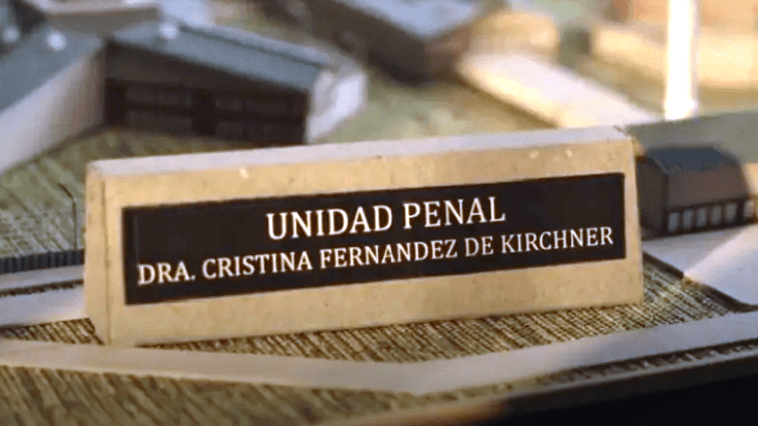 UNIDAD PENAL
DRA. CRISTINA FERNANDEZ DE KIRCHNER